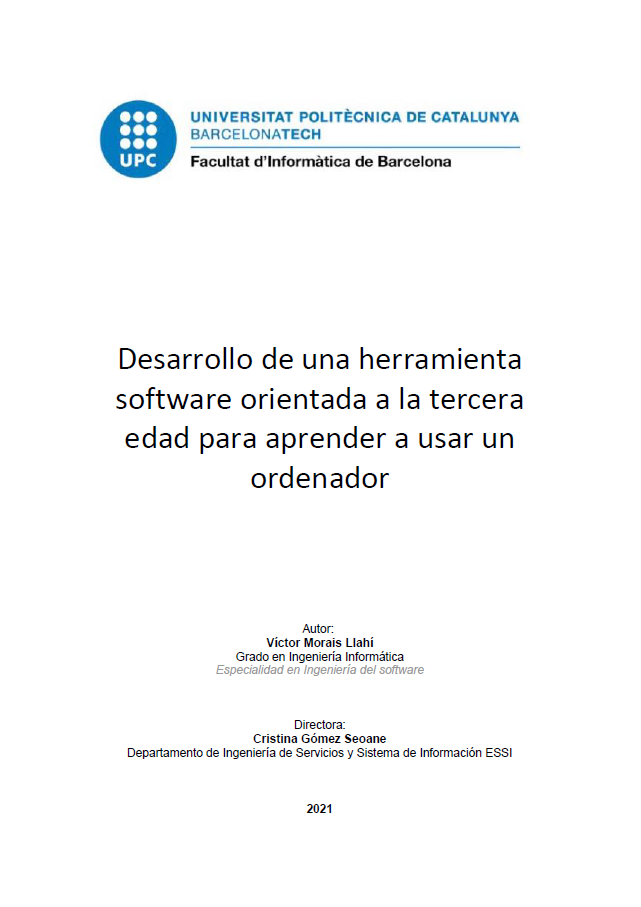 UPC
UNIVERSITAT POLITÈCNICA DE CATALUNYA
BARCELONATECH
Facultat d'Informàtica de Barcelona
Desarrollo de una herramienta
software orientada a la tercera
edad para aprender a usar un
ordenador
Autor:
Víctor Morais Llahí
Grado en Ingeniería Informática
Especialidad en Ingeniería del software
Directora:
Cristina Gómez Seoane
Departamento de Ingeniería de Servicios y Sistema de Información ESSI
2021